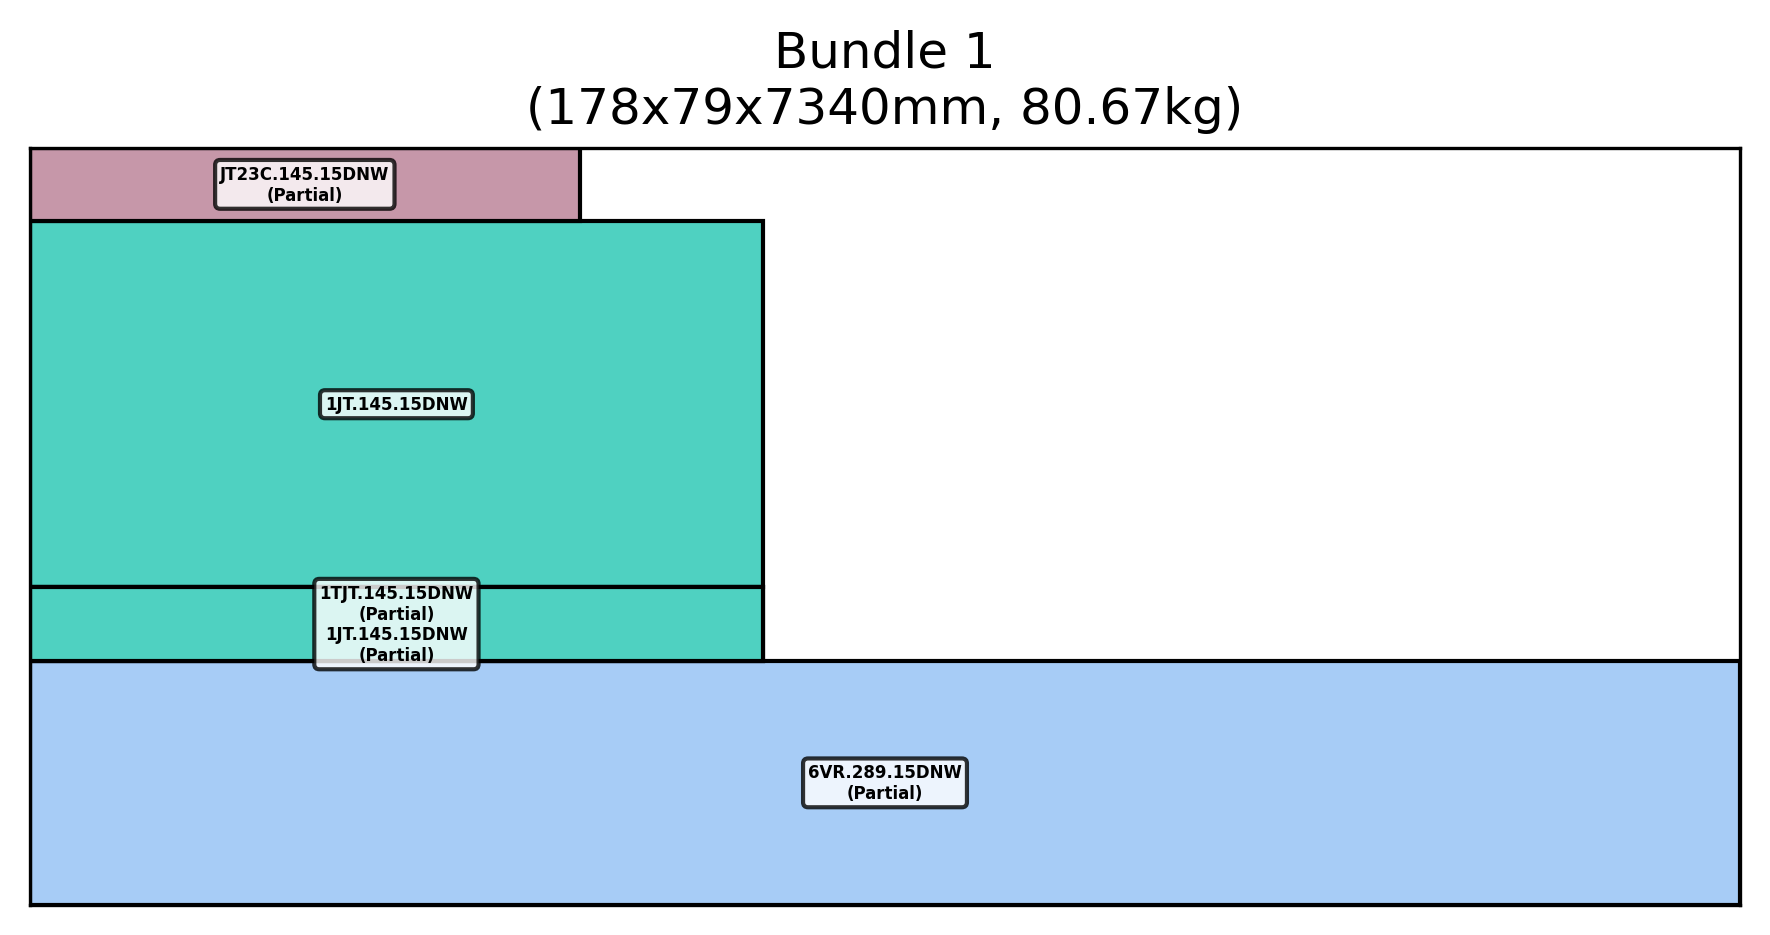 Bundle 1
(178x79x7340mm, 80.67kg)
JT23C.145.15DNW
(Partial)
1JT.145.15DNW
1TJT.145.15DNW
(Partial)
1JT.145.15DNW
(Partial)
6VR.289.15DNW
(Partial)